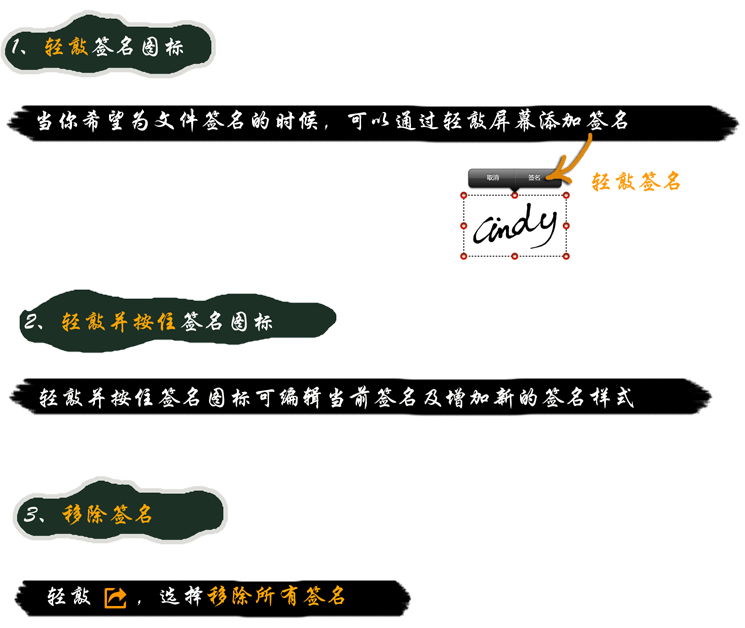 1、轻敲签名图标
当你希望为文件签名的时候，可以通过轻敲屏幕添加签名
取消 签名
轻敲签名
cindy
2、轻敲并按住签名图标
轻敲并按住签名图标可编辑当前签名及增加新的签名样式
3、移除签名
轻敲 ，选择移除所有签名